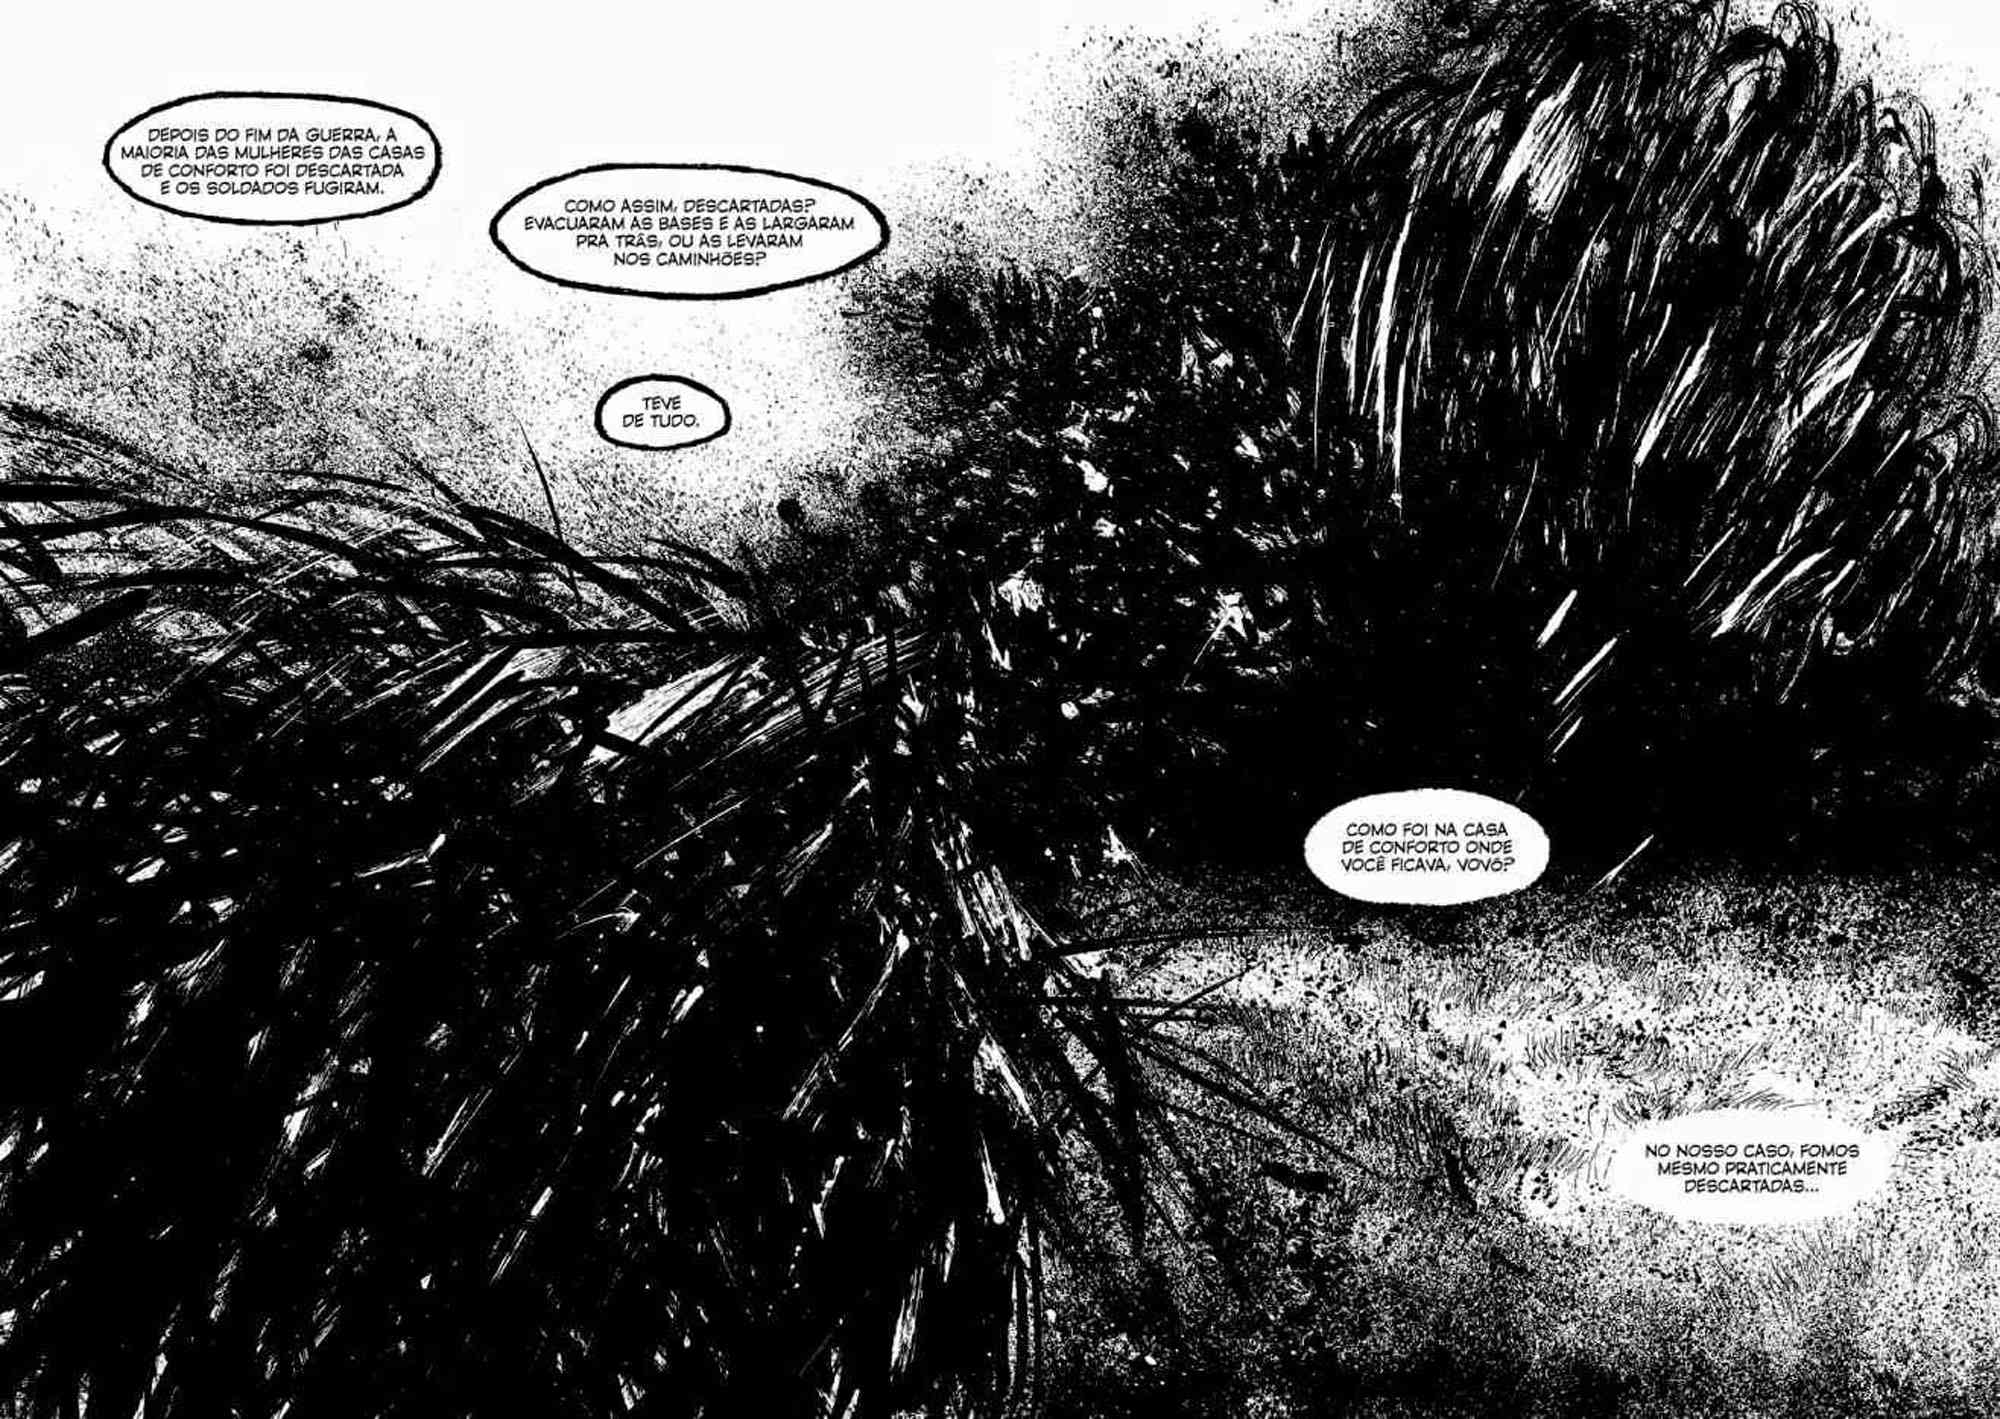 DEPOIS DO FIM DA GUERRA, A
MAIORIA DAS MULHERES DAS CASAS
DE CONFORTO FOI DESCARTADA
E OS SOLDADOS FUGIRAM.
COMO ASSIM, DESCARTADAS?
EVACUARAM AS BASES E AS LARGARAM
PRA TRÁS, OU AS LEVARAM
NOS CAMINHÕES?
TEVE
DE TUDO.
COMO FOI NA CASA
DE CONFORTO ONDE
VOCÊ FICAVA, VOVÓ?
NO NOSSO CASO, FOMOS
MESMO PRATICAMENTE
DESCARTADAS...